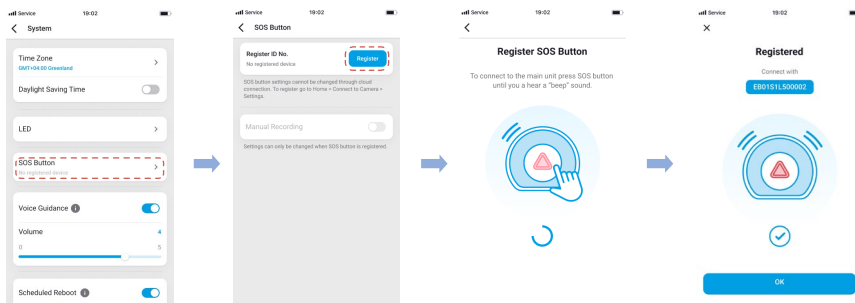 Service 19:02
System
Time Zone
GMT+04:00 Greenland
Daylight Saving Time
LED
SOS Button
No registered device
Voice Guidance
Volume 4
0 5
Scheduled Reboot
Service 19:02
SOS Button
Register ID No.
No registered device
Register
SOS button settings cannot be changed through cloud
connection. To register go to Home > Connect to Camera >
Settings.
Manual Recording
Settings can only be changed when SOS button is registered.
Service 19:02
Register SOS Button
To connect to the main unit press SOS button
until you a hear a "beep" sound.
Service 19:02
Registered
Connect with
EB01S1L500002
OK